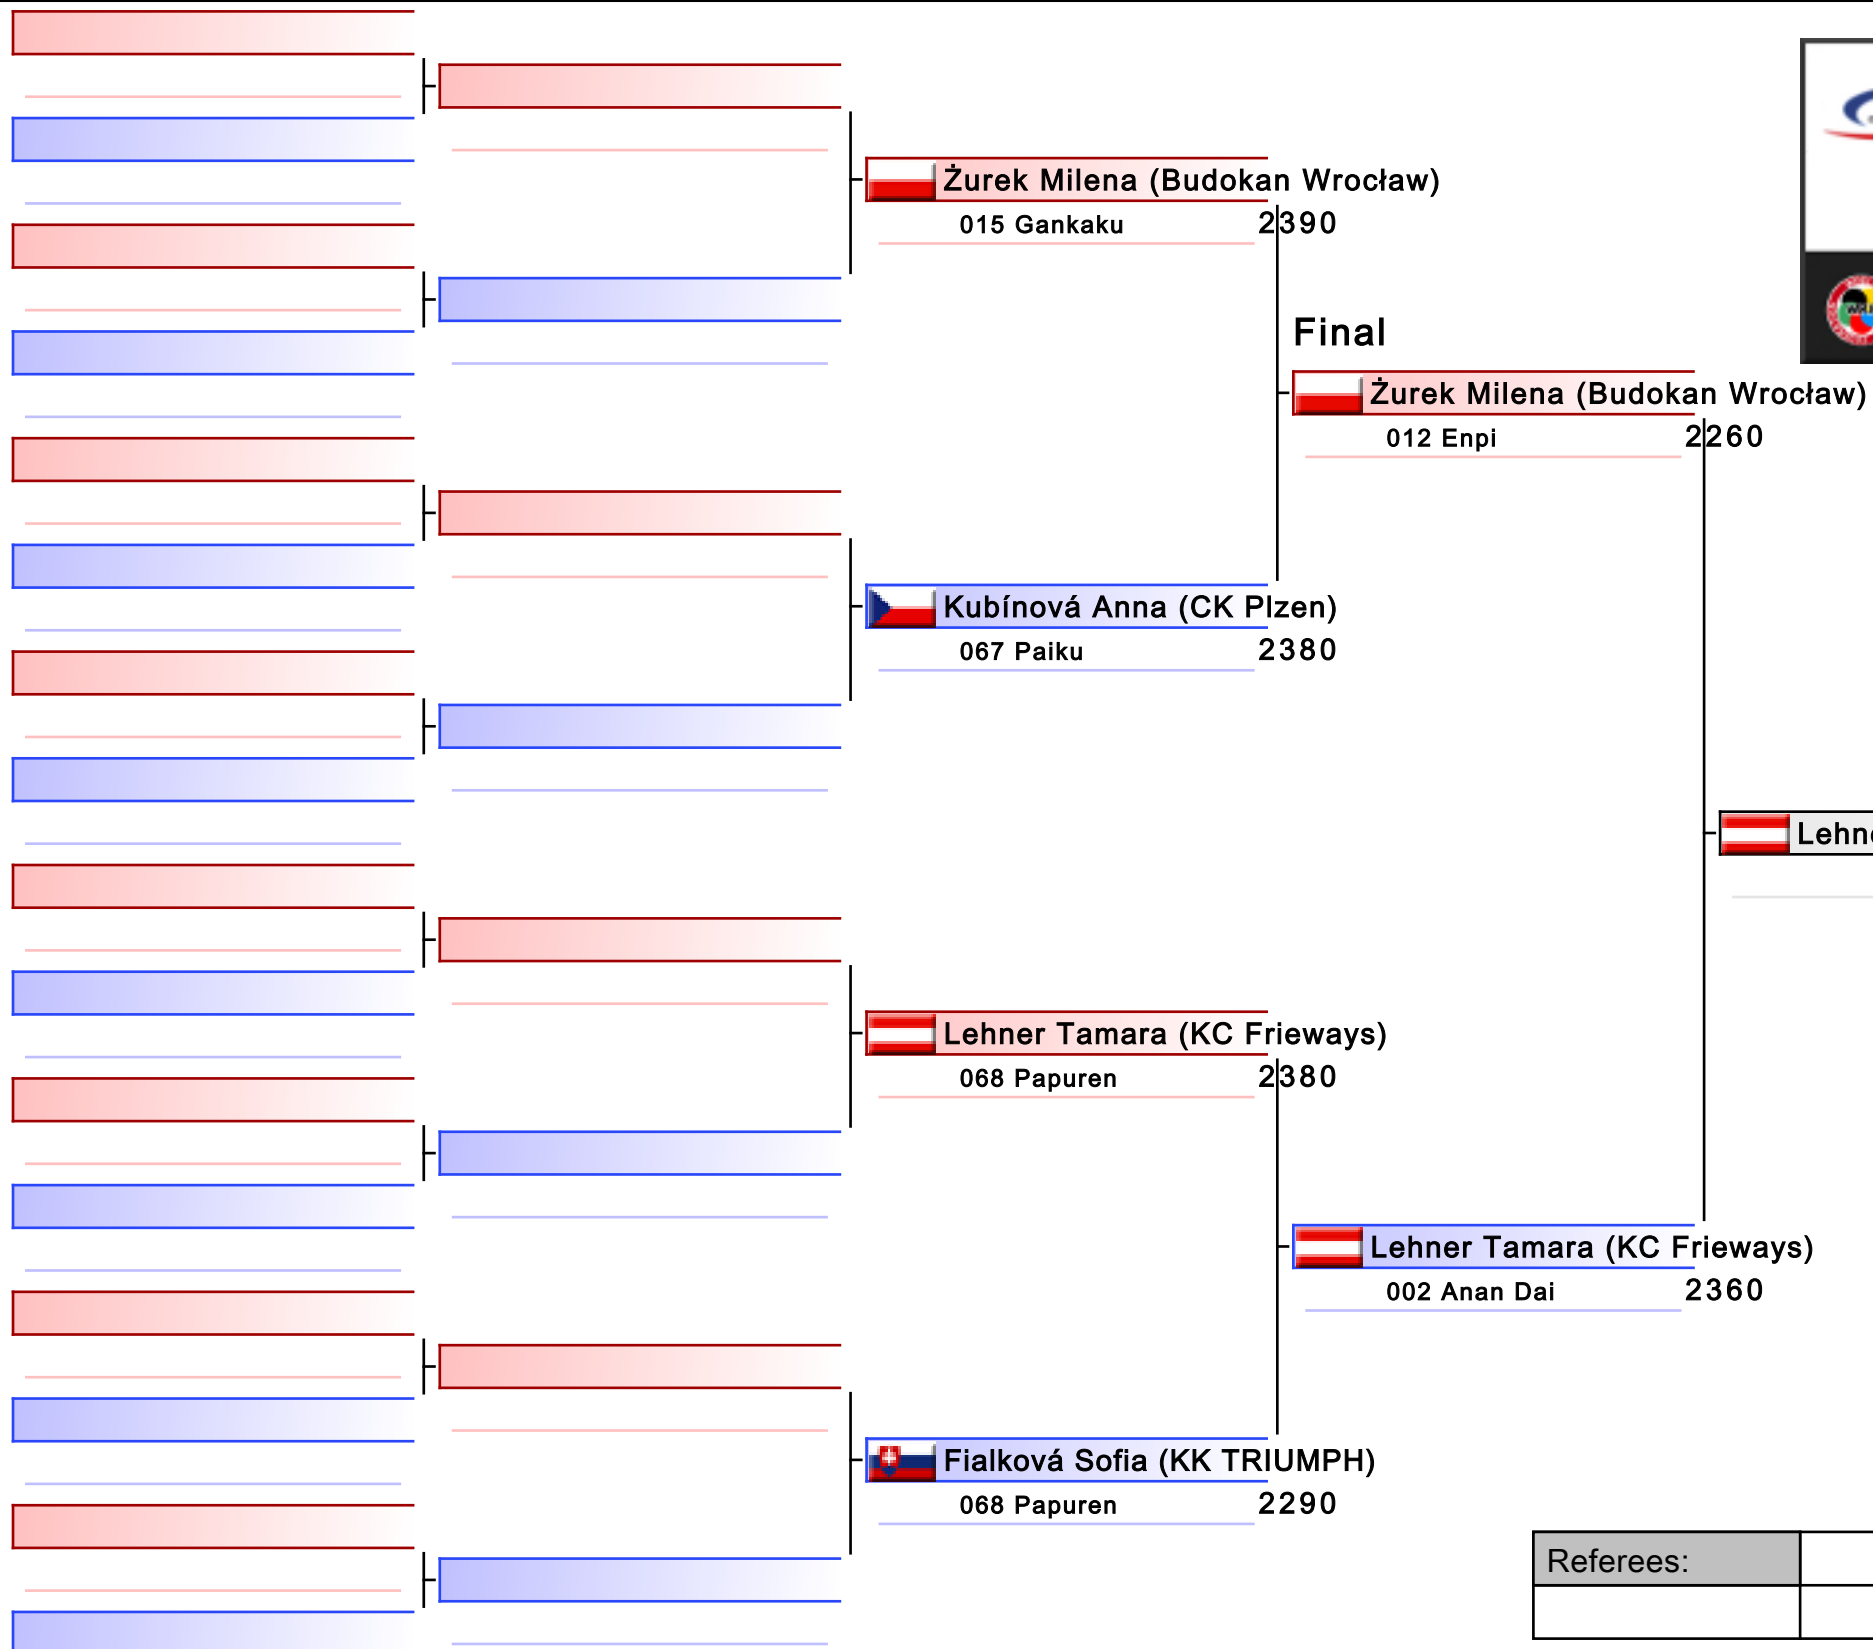 Żurek Milena (Budokan Wrocław)
015 Gankaku 2390
Final
Żurek Milena (Budokan Wrocław)
012 Enpi 2260
Kubínová Anna (CK Plzen)
067 Paiku 2380
Lehne
Lehner Tamara (KC Frieways)
068 Papuren 2380
Lehner Tamara (KC Frieways)
002 Anan Dai 2360
Fialková Sofia (KK TRIUMPH)
068 Papuren 2290
Referees: